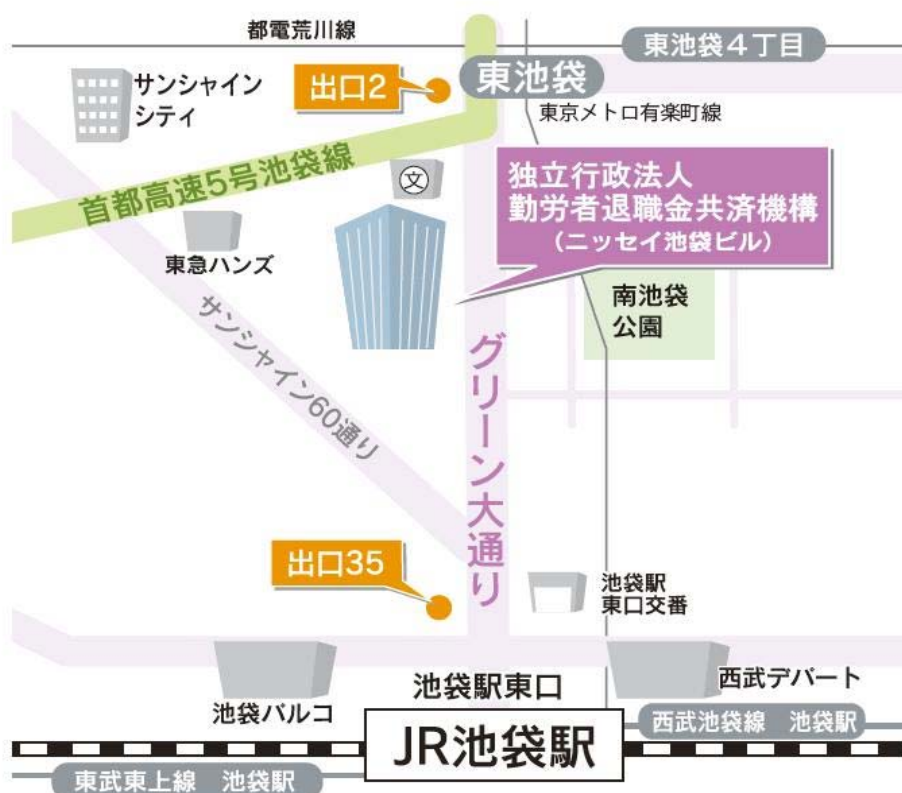 都電荒川線
東池袋4丁目
サンシャイン
シティ
出口2
東池袋
東京メトロ有楽町線
首都高速5号池袋線
文
独立行政法人
勤労者退職金共済機構
(ニッセイ池袋ビル)
東急ハンズ
南池袋
公園
サンシャイン60通り
グリーン大通り
出口35
池袋駅
東口交番
池袋パルコ
池袋駅東口
西武デパート
JR池袋駅
西武池袋線 池袋駅
東武東上線 池袋駅